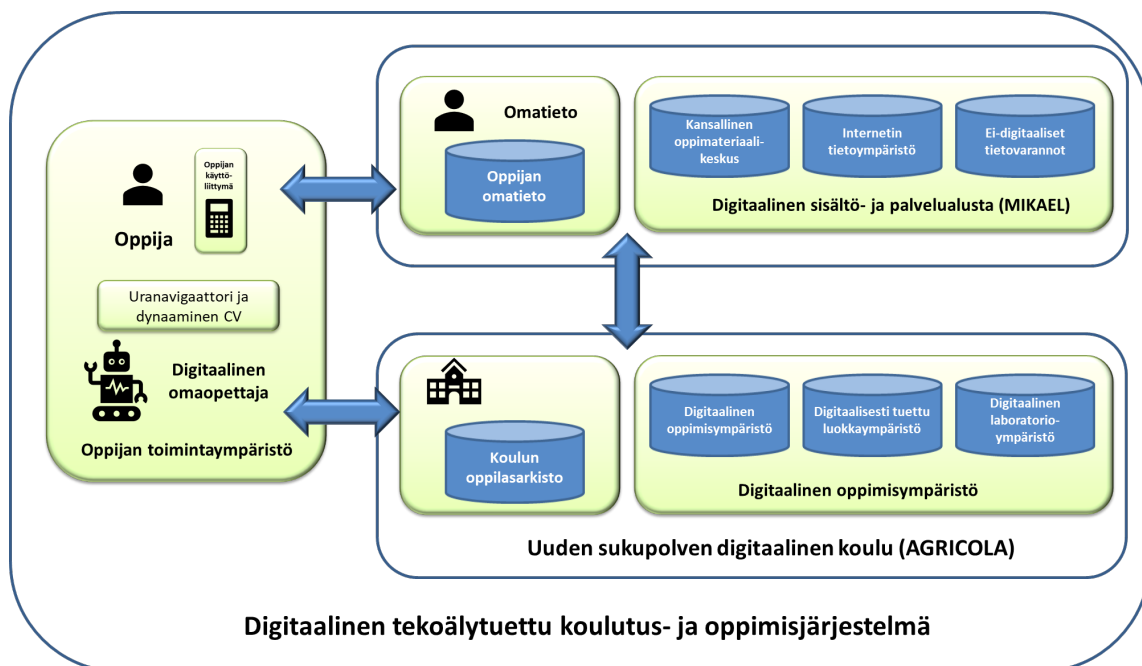 Oppijan
käyttö-
liittymä
Oppija
Uranavigaattori ja
dynaaminen CV
Digitaalinen
omaopettaja
Oppijan toimintaympäristö
Omatieto
Oppijan
omatieto
Kansallinen
oppimateriaali-
keskus
Internetin
tietoympäristö
Ei-digitaaliset
tietovarannot
Digitaalinen sisältö- ja palvelualusta (MIKAEL)
Koulun
oppilasarkisto
Digitaalinen
oppimisympäristö
Digitaalisesti tuettu
luokkaympäristö
Digitaalinen
laboratorio-
ympäristö
Digitaalinen oppimisympäristö
Uuden sukupolven digitaalinen koulu (AGRICOLA)
Digitaalinen tekoälytuettu koulutus- ja oppimisjärjestelmä